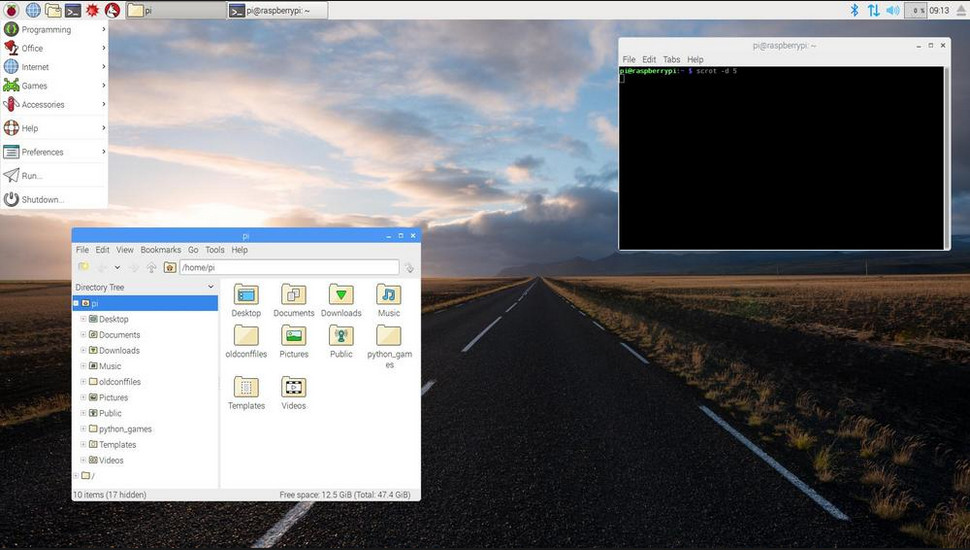 pi
pi@raspberrypi: ~
0 %
09:13
Programming
Office
Internet
Games
Accessories
Help
Preferences
Run...
Shutdown...
pi@raspberrypi: ~
File Edit Tabs Help
pi@raspberrypi:~ $ scrot -d 5
pi
File Edit View Bookmarks Go Tools Help
/home/pi
Directory Tree
pi
Desktop
Documents
Downloads
Music
oldconffiles
Pictures
Public
python_games
Templates
Videos
/
Desktop Documents Downloads Music
oldconffiles Pictures Public python_gam
es
Templates Videos
10 items (17 hidden) Free space: 12.5 GiB (Total: 47.4 GiB)